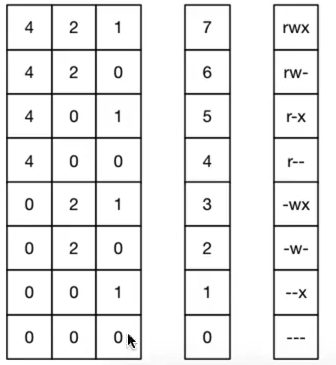 4 2 1 7 rwx
4 2 0 6 rw-
4 0 1 5 r-x
4 0 0 4 r--
0 2 1 3 -wx
0 2 0 2 -w-
0 0 1 1 --x
0 0 0 0 ---